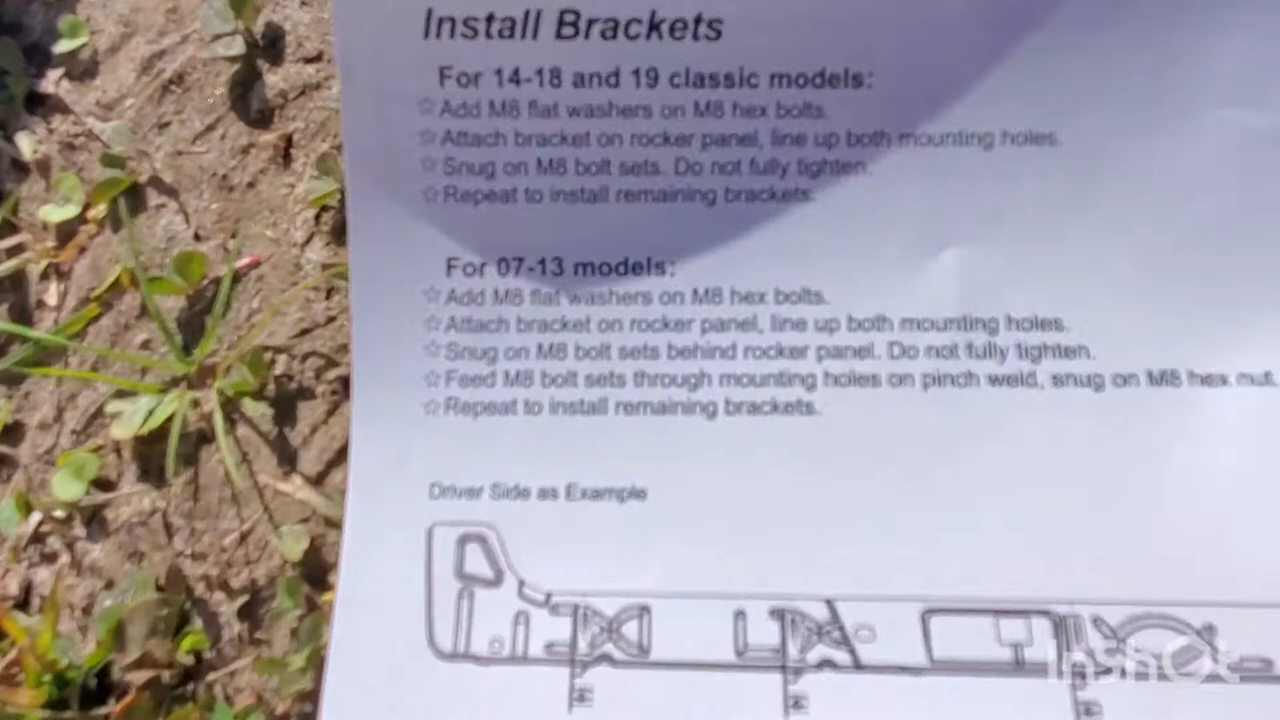 Install Brackets
For 14-18 and 19 classic models:
☆Add M8 flat washers on M8 hex bolts.
☆Attach bracket on rocker panel, line up both mounting holes.
☆Snug on M8 bolt sets. Do not fully tighten.
☆Repeat to install remaining brackets.
For 07-13 models:
☆Add M8 flat washers on M8 hex bolts.
☆Attach bracket on rocker panel, line up both mounting holes.
☆Snug on M8 bolt sets behind rocker panel. Do not fully tighten.
☆Feed M8 bolt sets through mounting holes on pinch weld, snug on M8 hex nut.
☆Repeat to install remaining brackets.
Driver Side as Example
InShOt